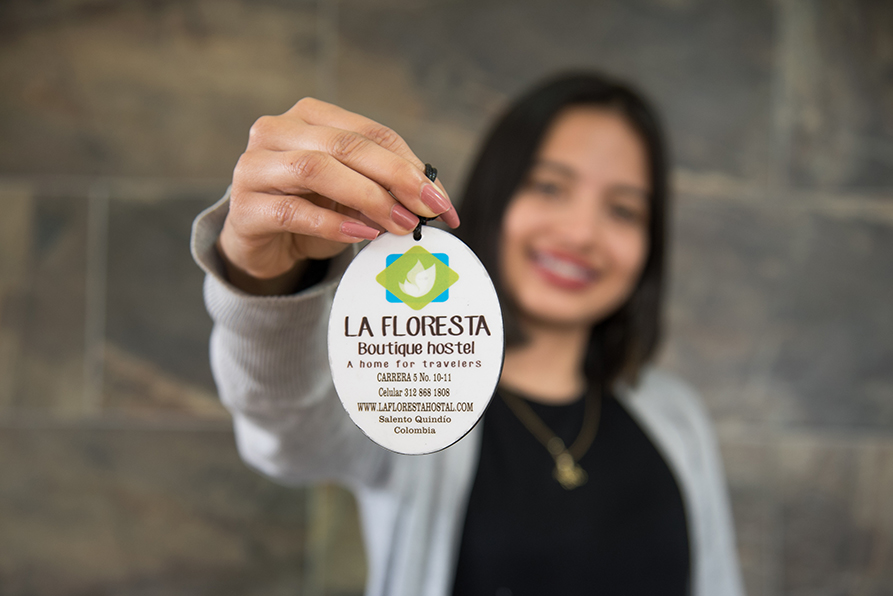 LA FLORESTA
Boutique hostel
A home for travelers
CARRERA 5 No. 10-11
Celular 312 868 1808
WWW.LAFLORESTAHOSTAL.COM
Salento Quindío
Colombia